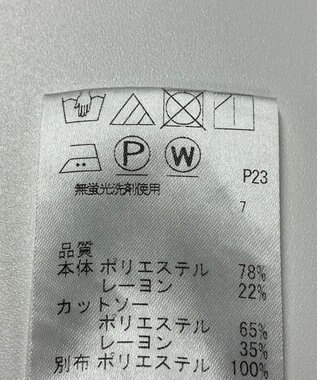 P W
P23
無蛍光洗剤使用
7
品質
本体 ポリエステル 78%
レーヨン 22%
カットソー
ポリエステル 65%
レーヨン 35%
別布 ポリエステル 100%